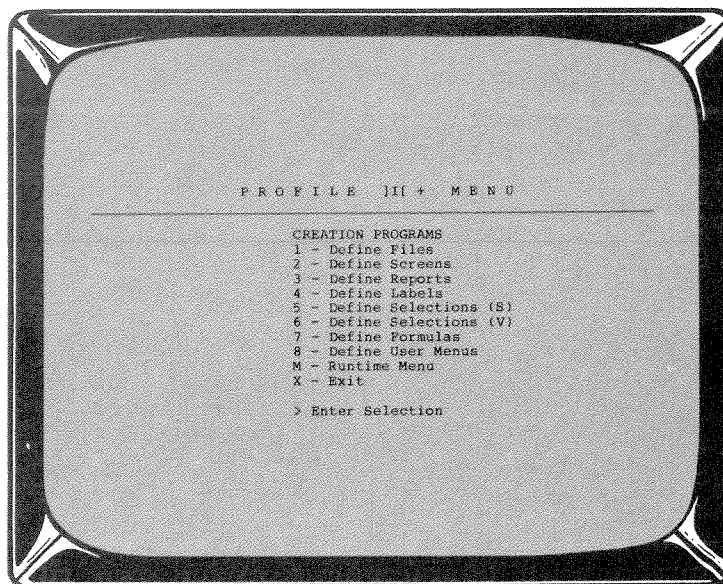 P R O F I L E ]I[ + M E N U
CREATION PROGRAMS
1 - Define Files
2 - Define Screens
3 - Define Reports
4 - Define Labels
5 - Define Selections (S)
6 - Define Selections (V)
7 - Define Formulas
8 - Define User Menus
M - Runtime Menu
X - Exit
> Enter Selection